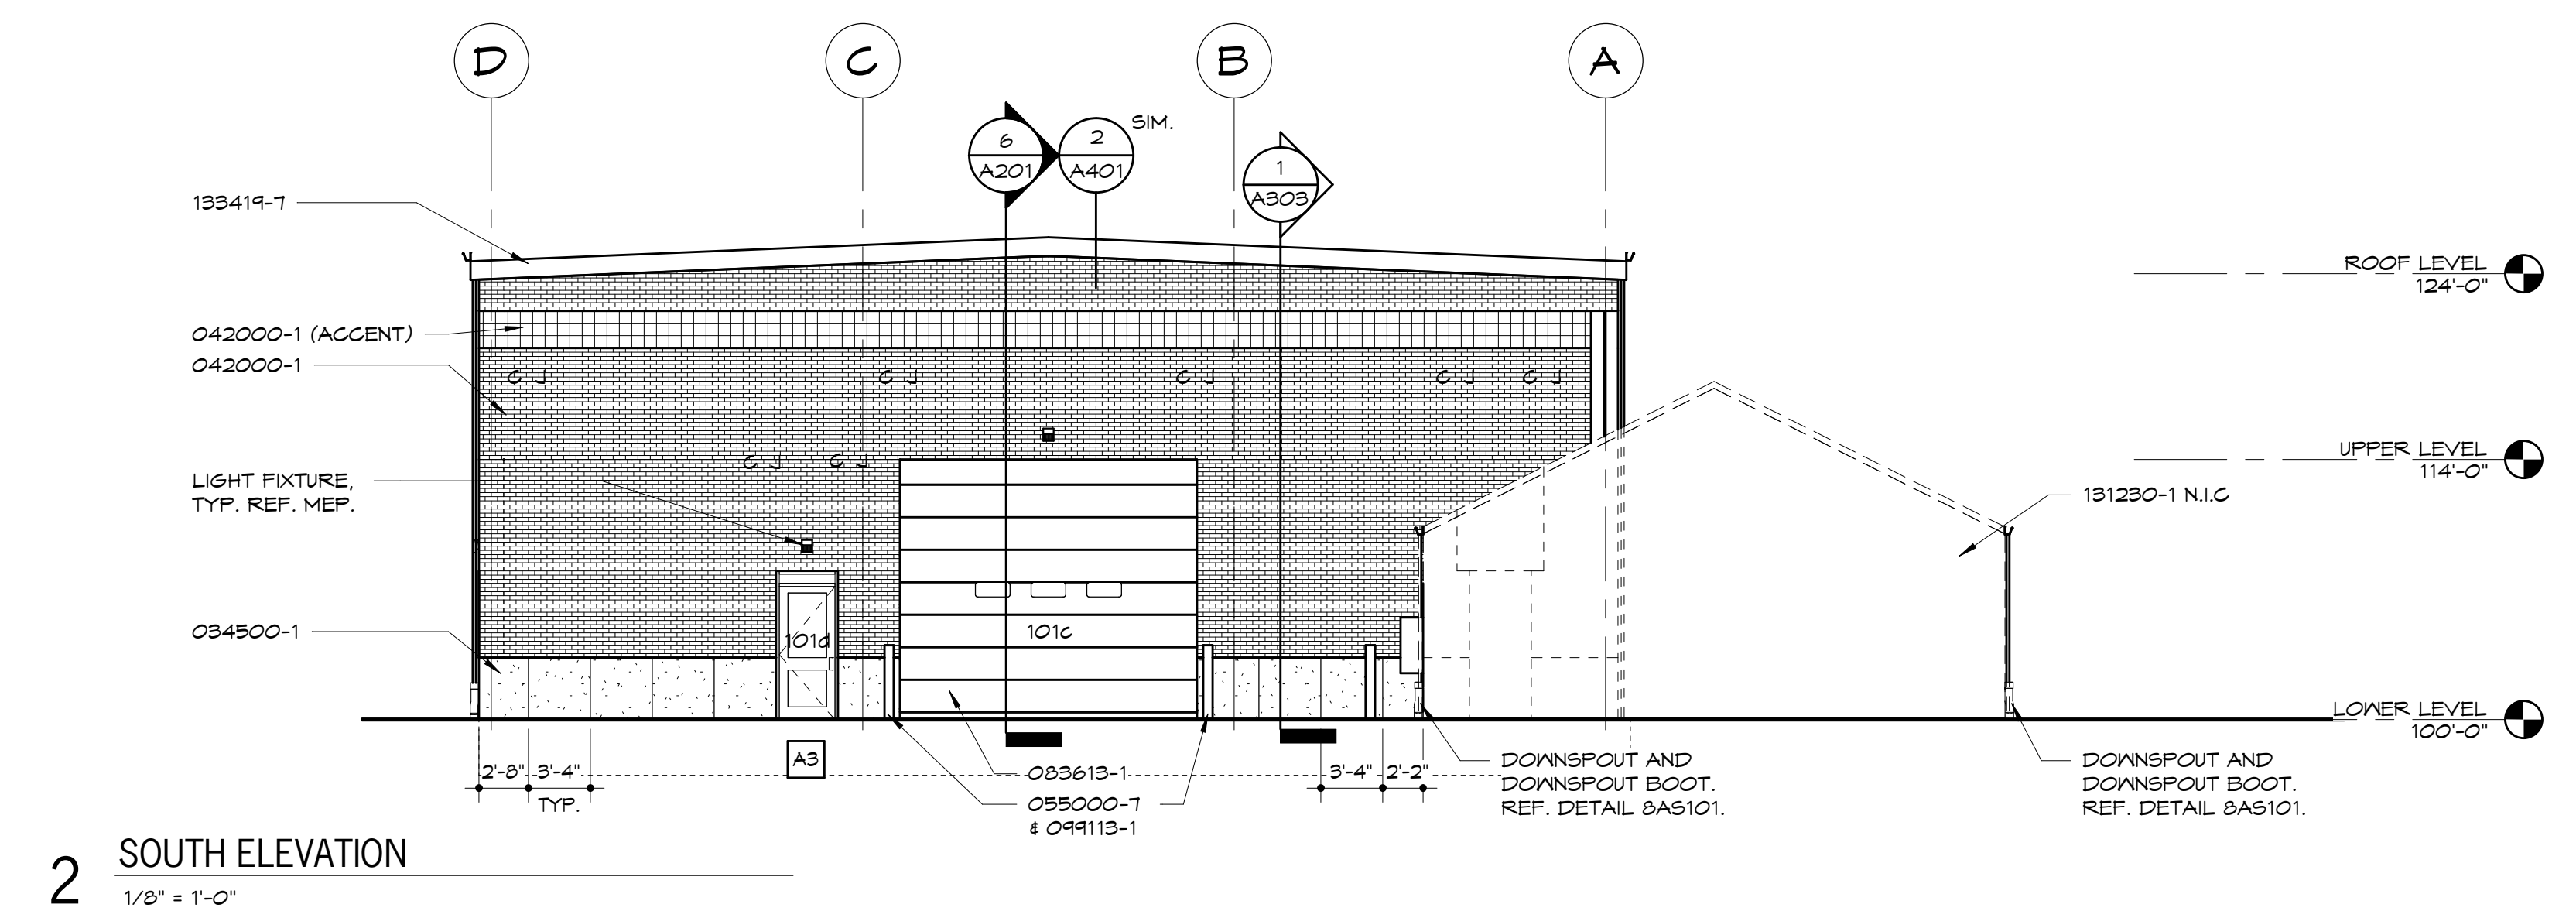 D
C
B
A
6
A201
2
A401
SIM.
1
A303
133419-7
ROOF LEVEL
124'-0"
042000-1 (ACCENT)
042000-1
UPPER LEVEL
114'-0"
LIGHT FIXTURE,
TYP. REF. MEP.
131230-1 N.I.C
034500-1
101d
101c
LOWER LEVEL
100'-0"
2'-8"
3'-4"
TYP.
A3
083613-1
055000-7
& 099113-1
3'-4"
2'-2"
DOWNSPOUT AND
DOWNSPOUT BOOT.
REF. DETAIL 8AS101.
DOWNSPOUT AND
DOWNSPOUT BOOT.
REF. DETAIL 8AS101.
2
SOUTH ELEVATION
1/8" = 1'-0"